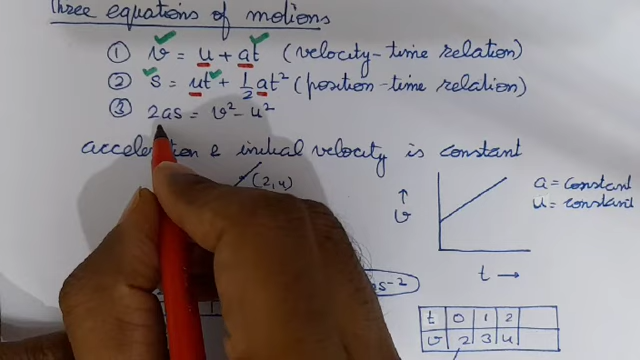 Three equations of motions
① v = u + at (velocity-time relation)
② s = ut + 1/2 at² (position-time relation)
③ 2as = v² - u²
acceleration & initial velocity is constant
(2,4)
a = constant
u = constant
↑
v
t →
s-2
t 0 1 2
v 2 3 4